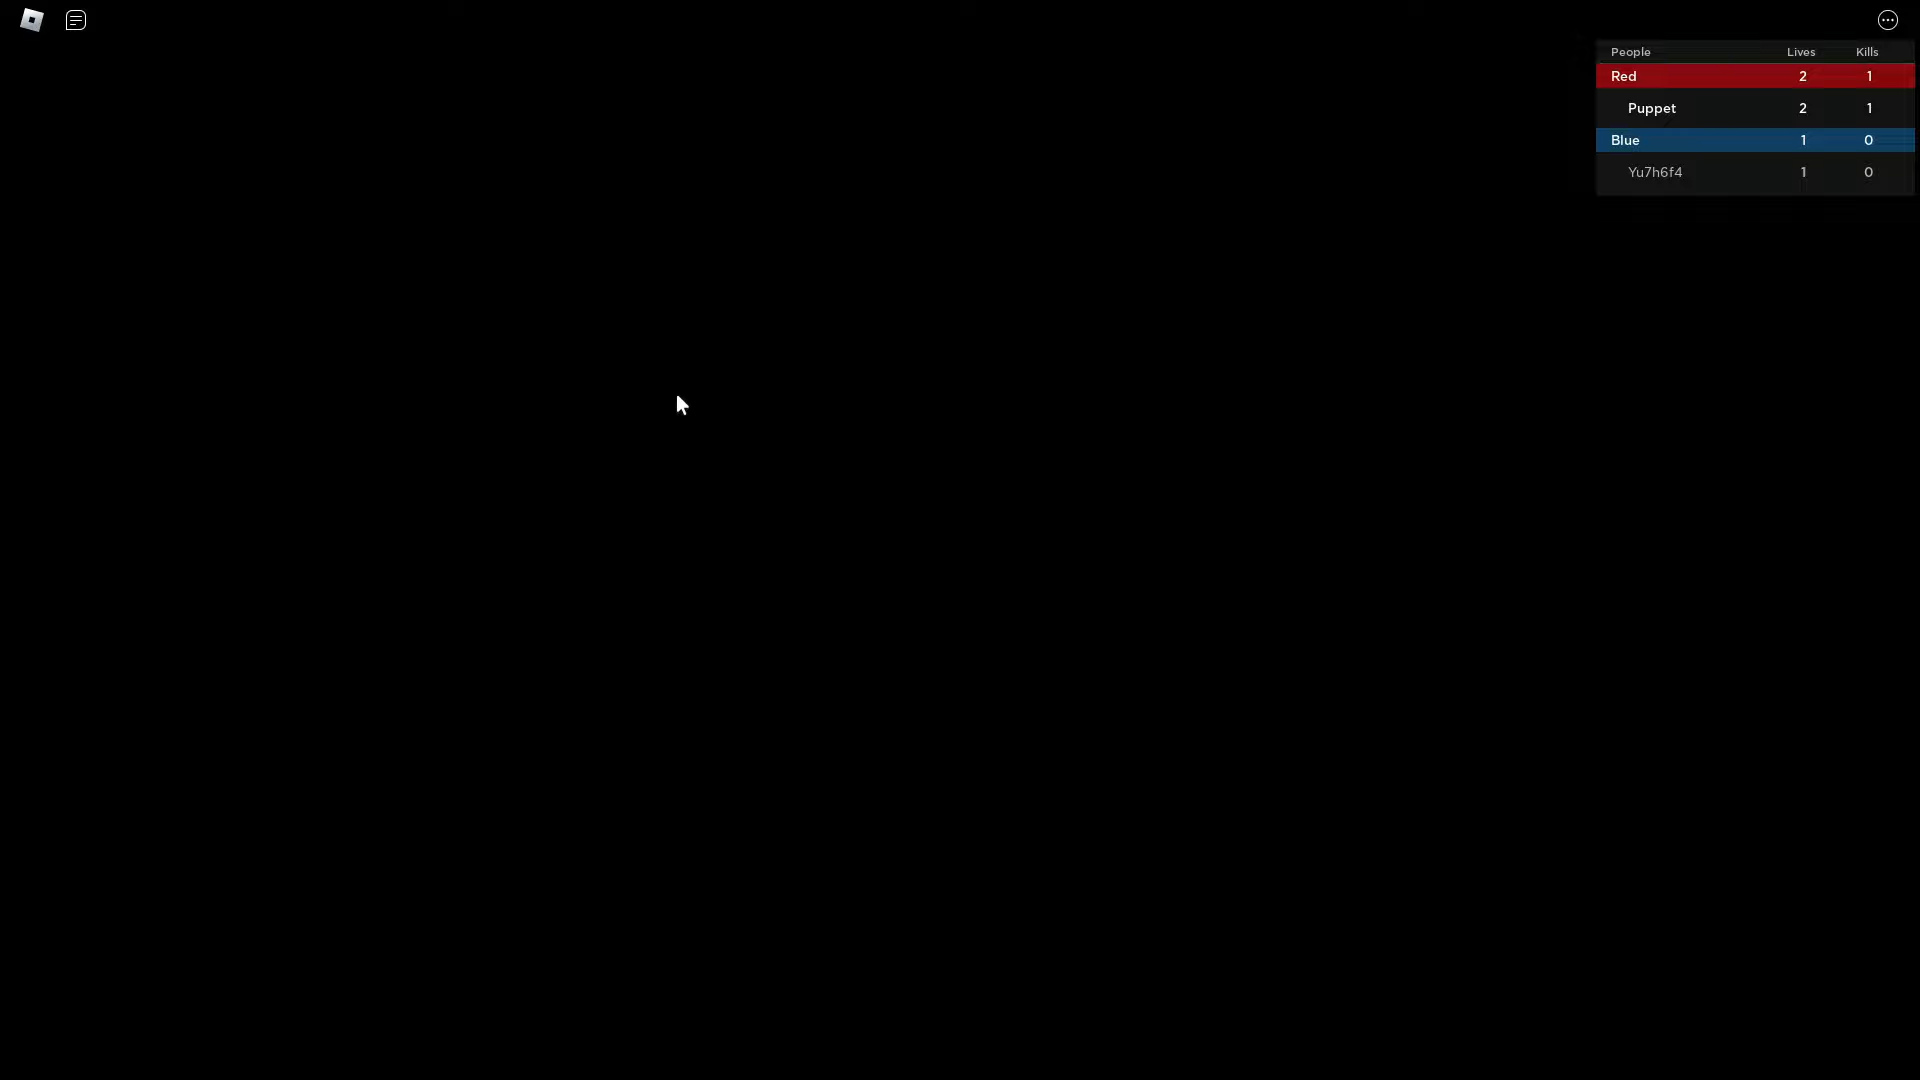 People Lives Kills
Red 2 1
Puppet 2 1
Blue 1 0
Yu7h6f4 1 0